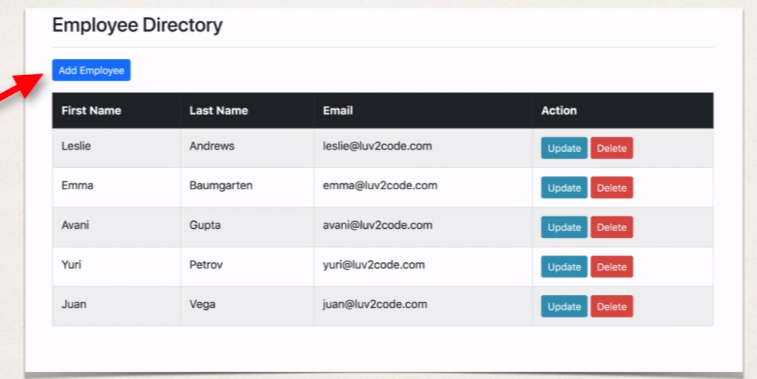 Employee Directory
Add Employee
First Name Last Name Email Action
Leslie Andrews leslie@luv2code.com Update Delete
Emma Baumgarten emma@luv2code.com Update Delete
Avani Gupta avani@luv2code.com Update Delete
Yuri Petrov yuri@luv2code.com Update Delete
Juan Vega juan@luv2code.com Update Delete